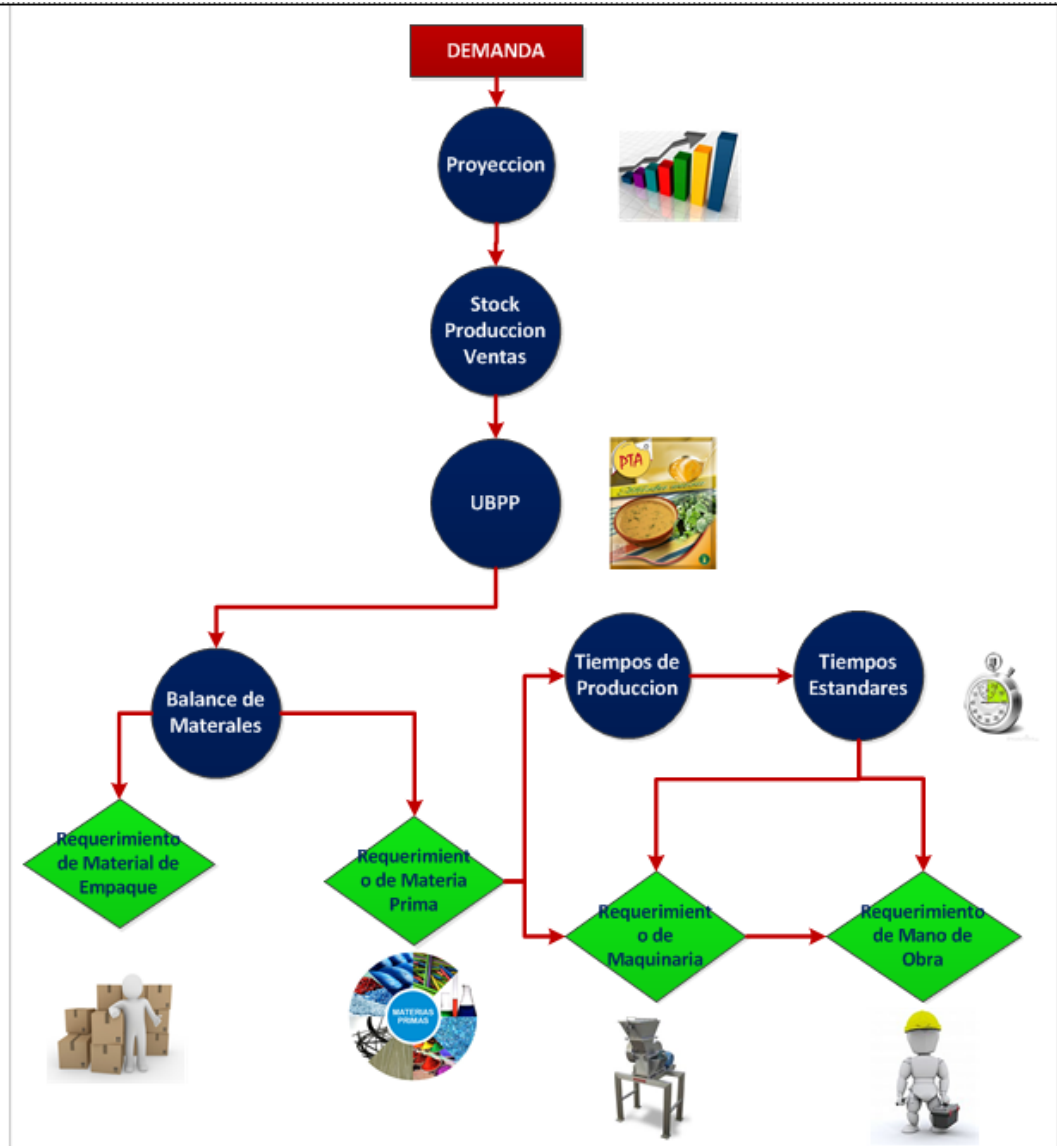 DEMANDA
Proyeccion
Stock
Produccion
Ventas
UBPP
PTA
Balance de
Materales
Tiempos de
Produccion
Tiempos
Estandares
Requerimiento
de Material de
Empaque
Requerimient
o de Materia
Prima
Requerimient
o de
Maquinaria
Requerimiento
de Mano de
Obra
MATERIAS
PRIMAS